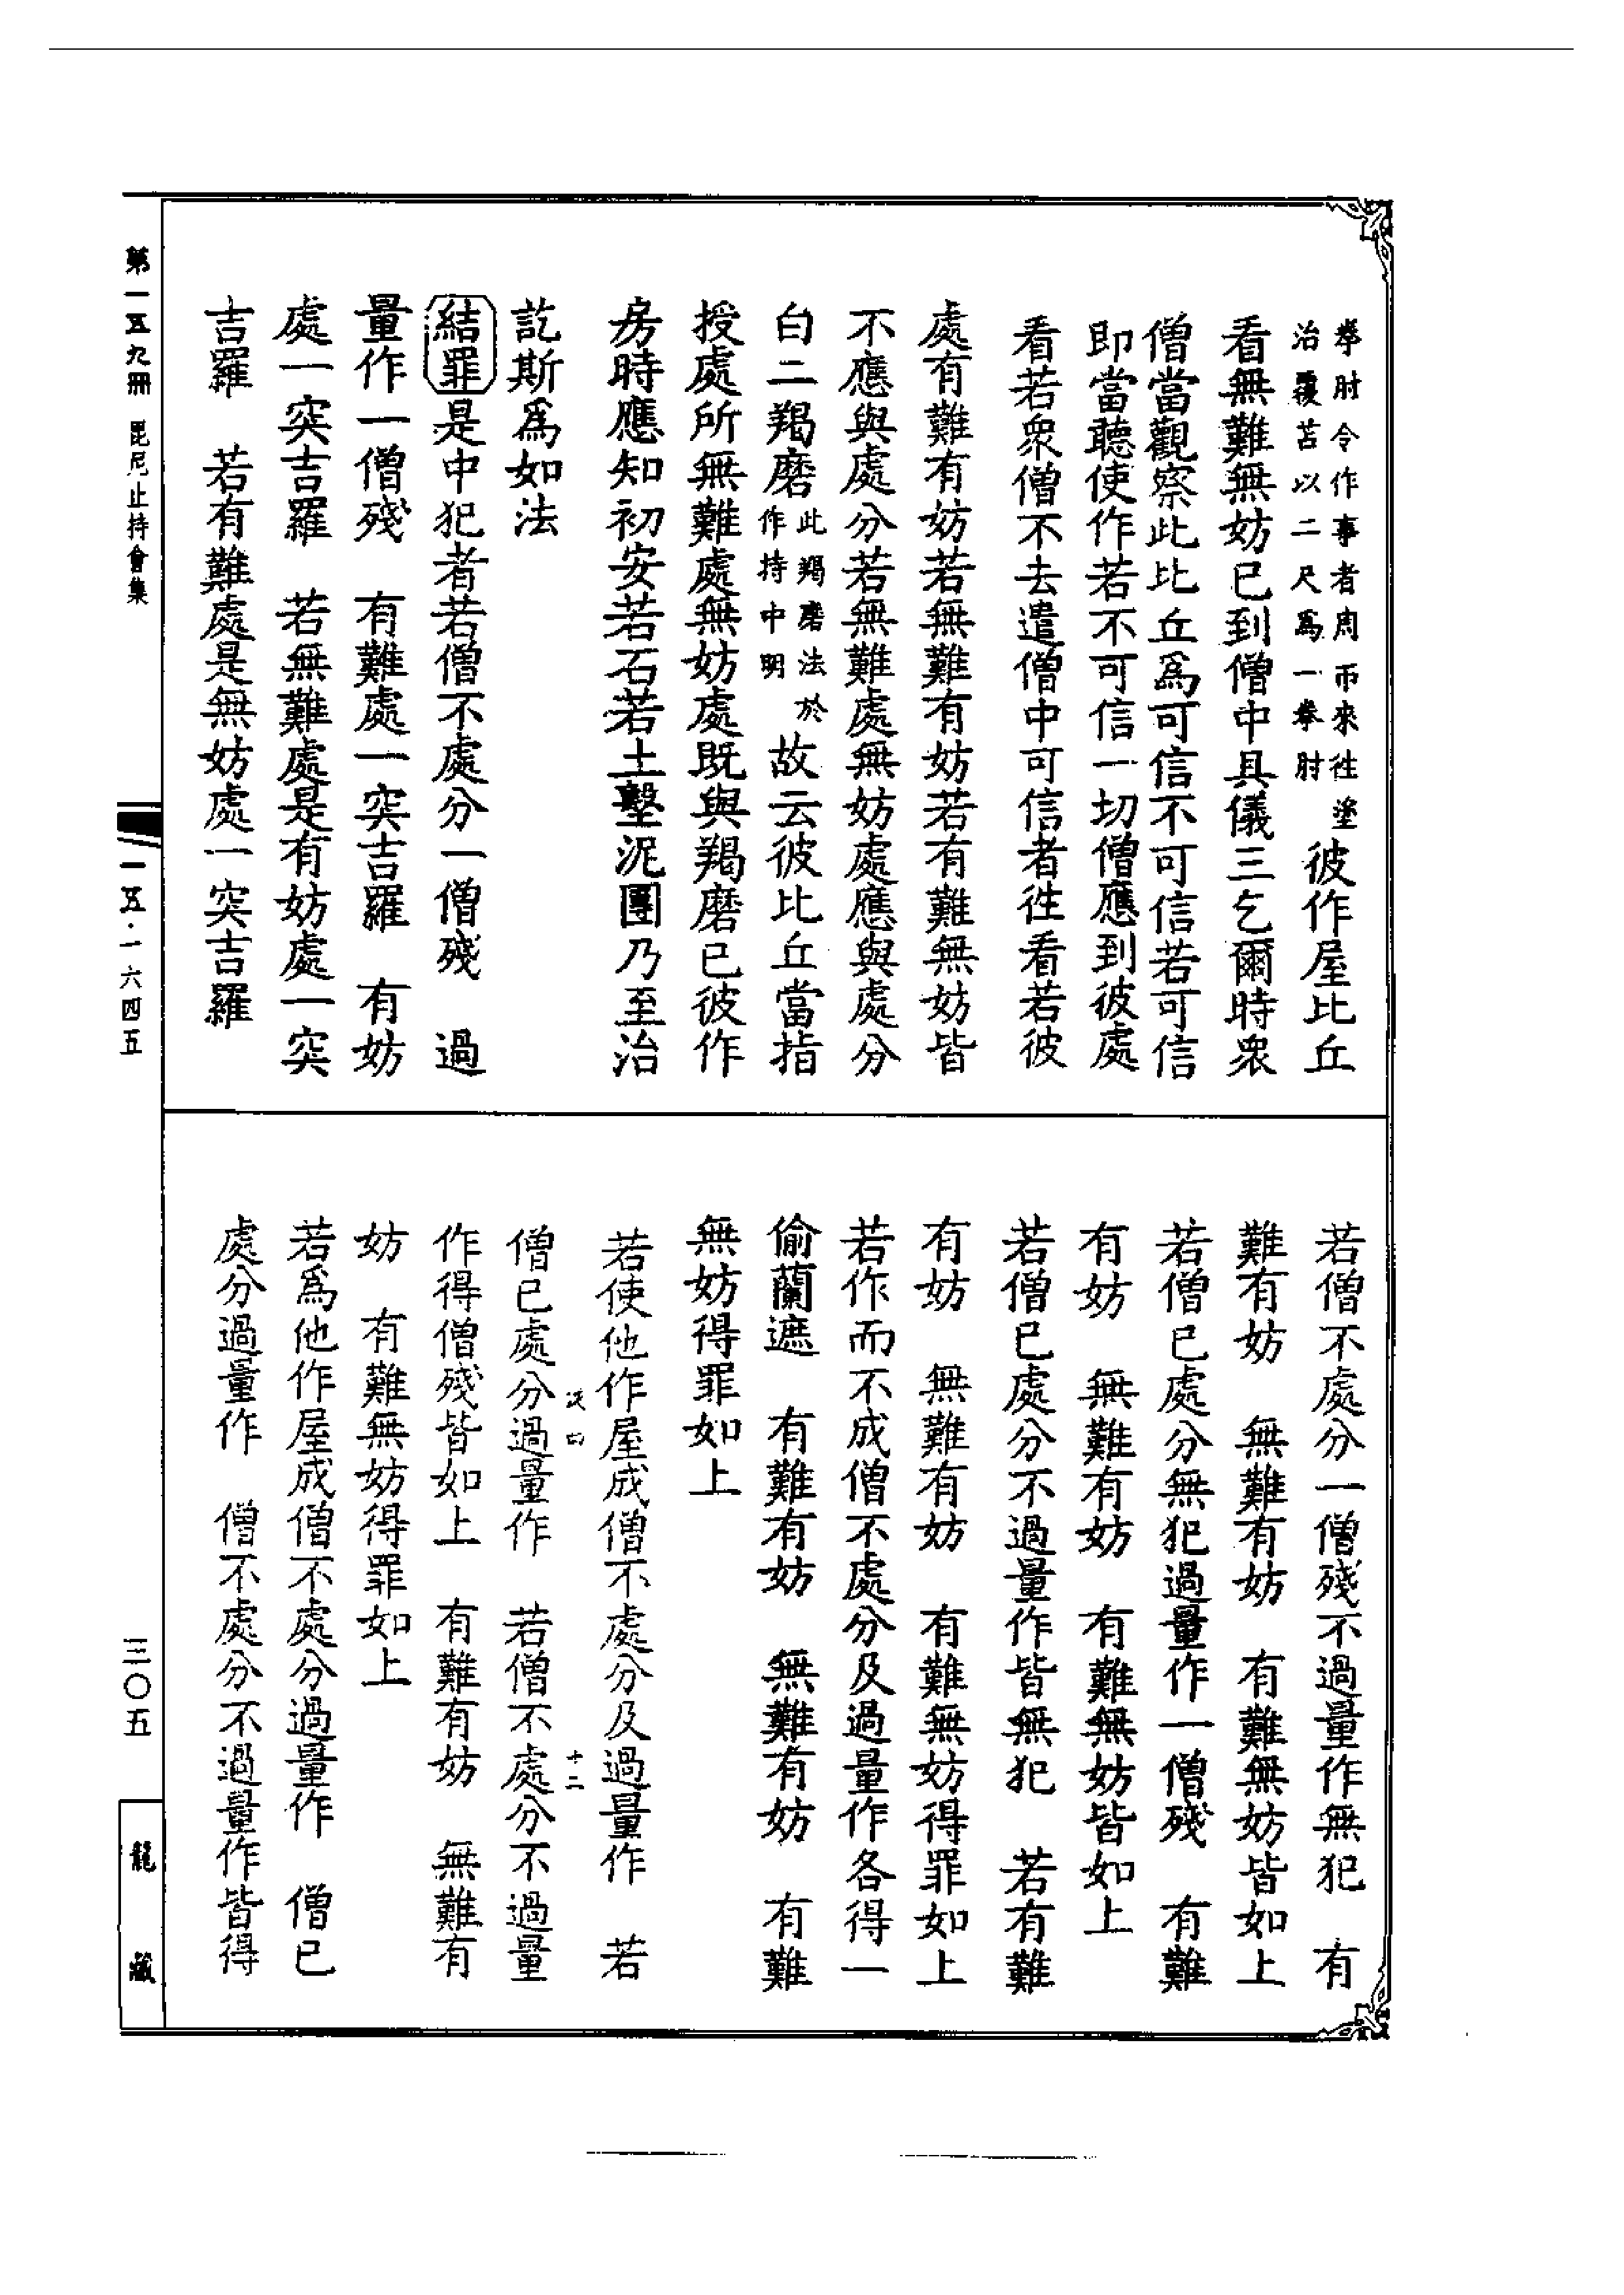 拳肘令作事者周帀來徃塗
治覆苫以二尺爲一拳肘
彼作屋比丘
看無難無妨已到僧中具儀三乞爾時衆
僧當觀察此比丘爲可信不可信若可信
即當聽使作若不可信一切僧應到彼處
看若衆僧不去遣僧中可信者徃看若彼
處有難有妨若無難有妨若有難無妨皆
不應與處分若無難處無妨處應與處分
白二羯磨
此羯磨法於
作持中明
故云彼比丘當指
授處所無難處無妨處既與羯磨已彼作
房時應知初安若石若土墼泥團乃至治
訖斯爲如法
結罪是中犯者若僧不處分一僧殘　過
量作一僧殘　有難處一突吉羅　有妨
處一突吉羅　若無難處是有妨處一突
吉羅　若有難處是無妨處一突吉羅
若僧不處分一僧殘不過量作無犯　有
難有妨　無難有妨　有難無妨皆如上
若僧已處分無犯過量作一僧殘　有難
有妨　無難有妨　有難無妨皆如上
若僧已處分不過量作皆無犯　若有難
有妨　無難有妨　有難無妨得罪如上
若作而不成僧不處分及過量作各得一
偷蘭遮　有難有妨　無難有妨　有難
無妨得罪如上
若使他作屋成僧不處分及過量作　若
十二
僧已處分過量作　若僧不處分不過量
作得僧殘皆如上　有難有妨　無難有
妨　有難無妨得罪如上
若爲他作屋成僧不處分過量作　僧已
處分過量作　僧不處分不過量作皆得
第一五九冊　毘尼止持會集
一五·一六四五
三〇五
龍藏